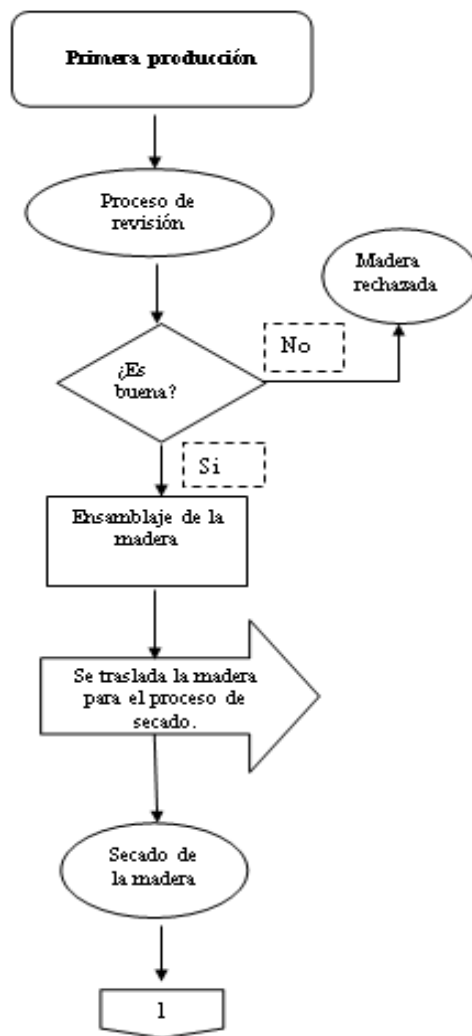 Primera producción
Proceso de
revisión
Madera
rechazada
¿Es
buena?
No
Si
Ensamblaje de la
madera
Se traslada la madera
para el proceso de
secado.
Secado de
la madera
1